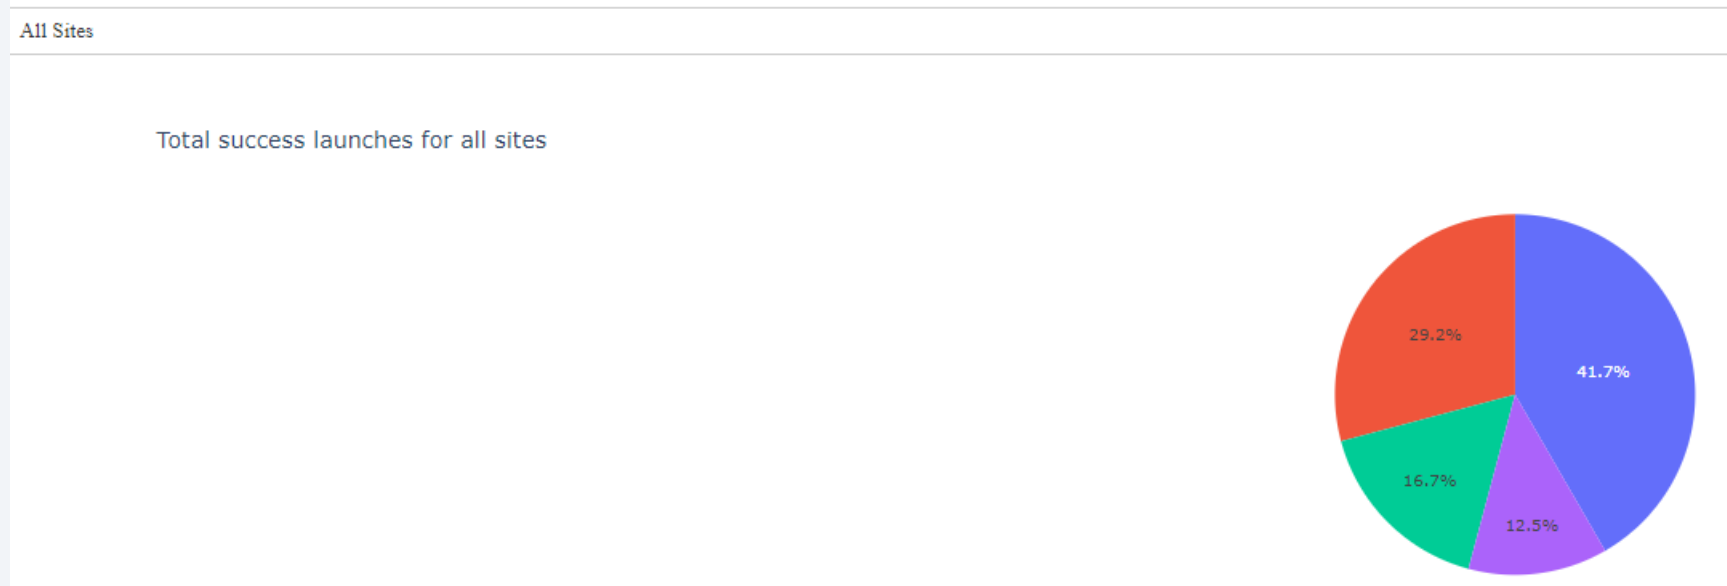 All Sites
Total success launches for all sites
29.2%
41.7%
16.7%
12.5%